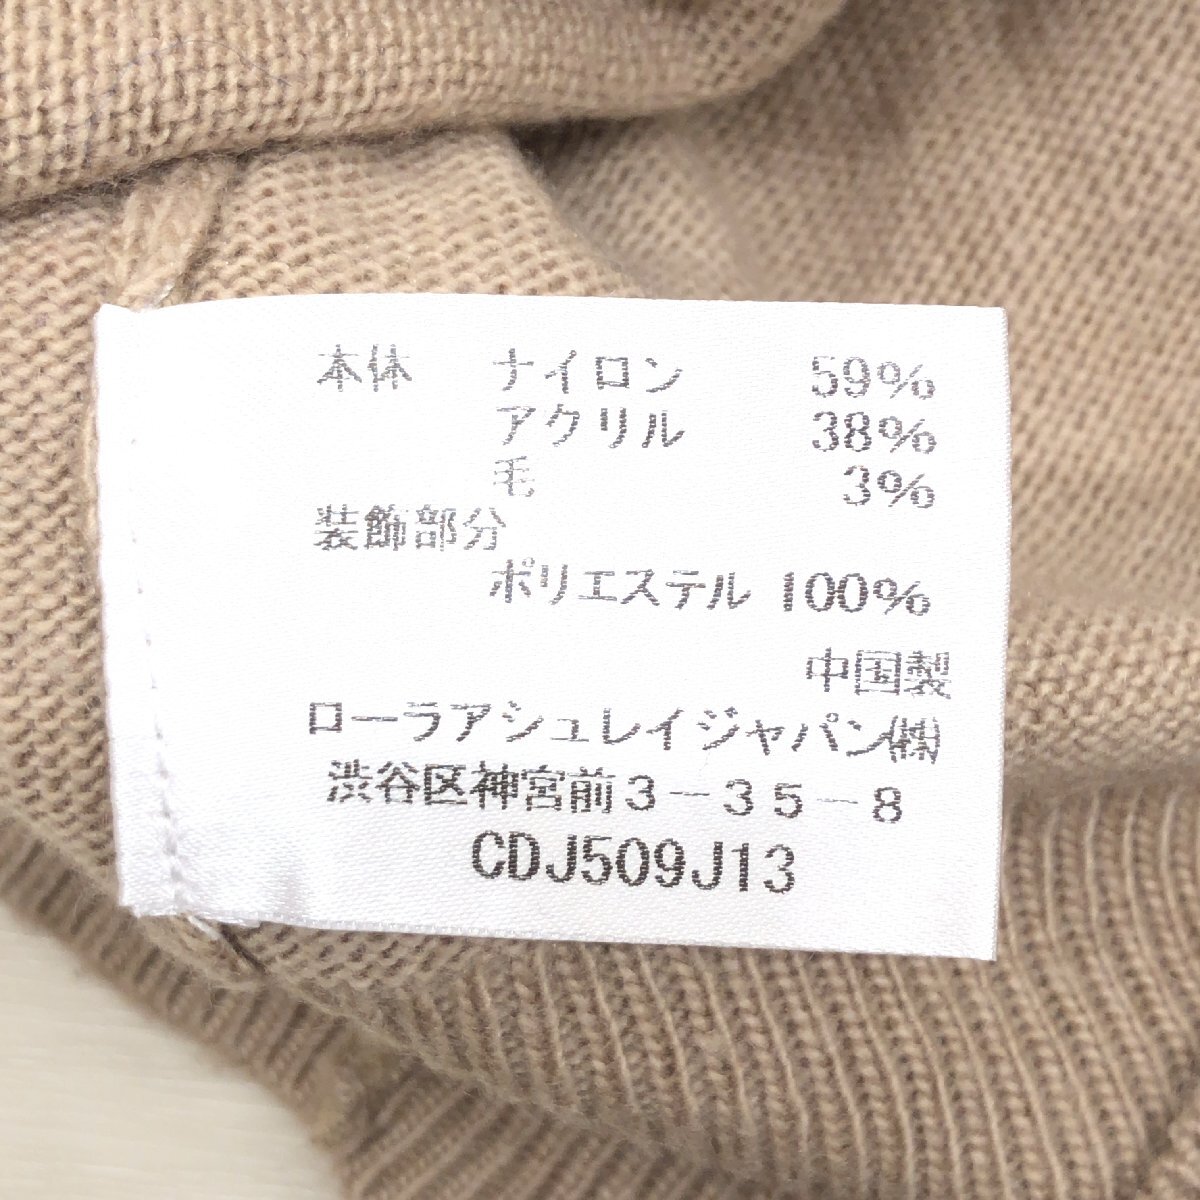 本体 ナイロン 59%
アクリル 38%
毛 3%
装飾部分
ポリエステル 100%
中国製
ローラアシュレイジャパン㈱
渋谷区神宮前3-35-8
CDJ509J13